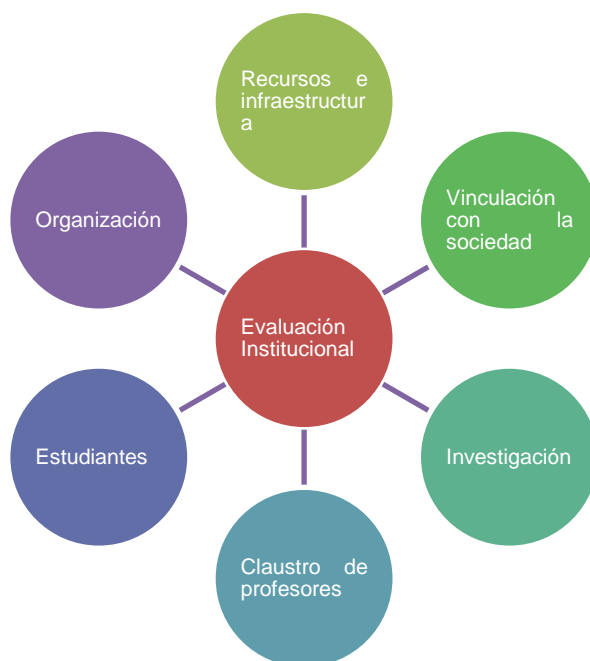 Recursos e
infraestructur
a
Organización
Vinculación
con la
sociedad
Evaluación
Institucional
Estudiantes
Investigación
Claustro de
profesores